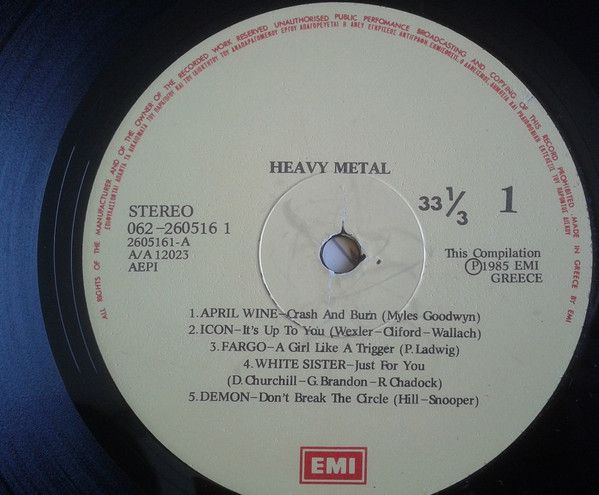 ALL RIGHTS OF THE MANUFACTURER AND OF THE OWNER OF THE RECORDED WORK RESERVED UNAUTHORISED PUBLIC PERFOMANCE BROADCASTING AND COPYING OF THIS RECORD PROHIBITED MADE IN GREECE BY EMI
HEAVY METAL
STEREO
33 1/3
1
062-260516 1
2605161-A
A/A 12023
AEPI
This Compilation
Ⓟ1985 EMI
GREECE
1. APRIL WINE-Crash And Burn (Myles Goodwyn)
2. ICON-It's Up To You (Wexler-Cliford-Wallach)
3. FARGO-A Girl Like A Trigger (P. Ladwig)
4. WHITE SISTER-Just For You
(D. Churchill-G. Brandon-R. Chadock)
5. DEMON-Don't Break The Circle (Hill-Snooper)
EMI